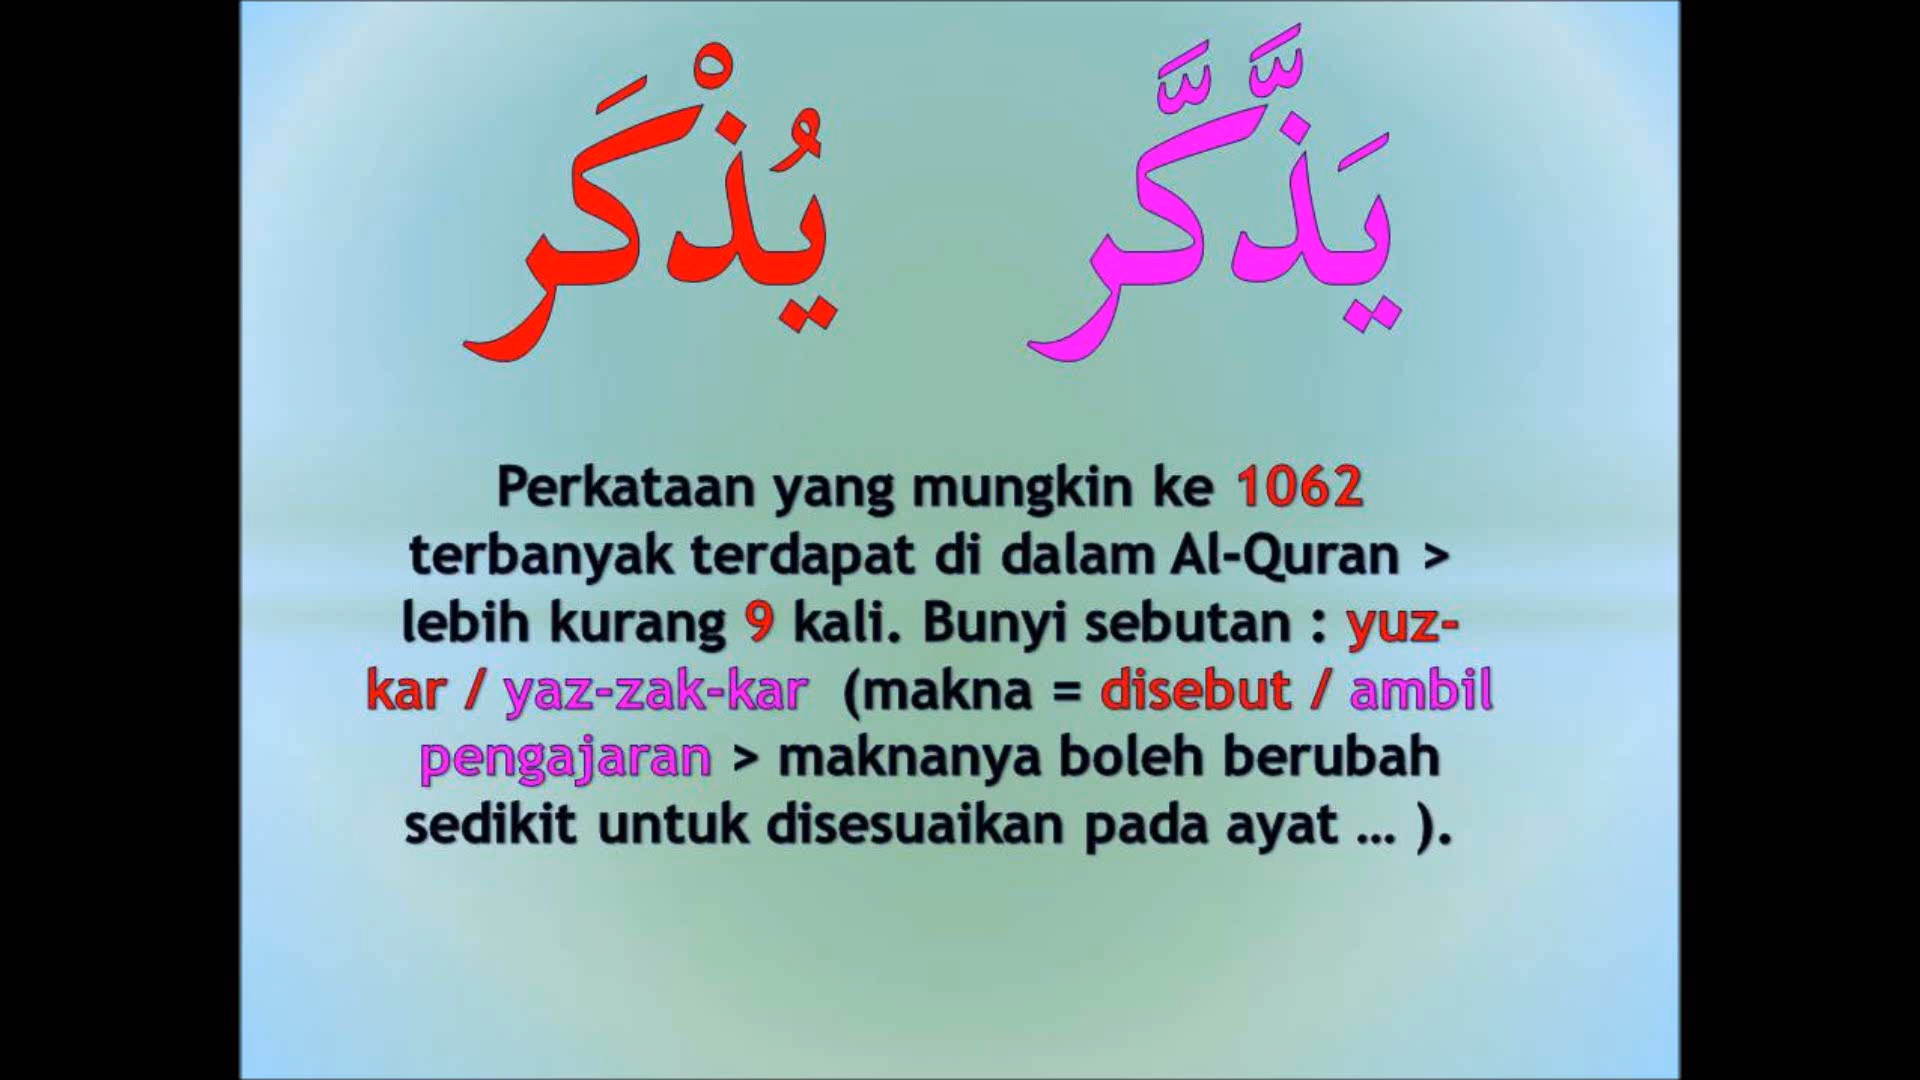 يَذَّكَّر يُذْكَر
Perkataan yang mungkin ke 1062
terbanyak terdapat di dalam Al-Quran >
lebih kurang 9 kali. Bunyi sebutan : yuz-
kar / yaz-zak-kar (makna = disebut / ambil
pengajaran > maknanya boleh berubah
sedikit untuk disesuaikan pada ayat ... ).